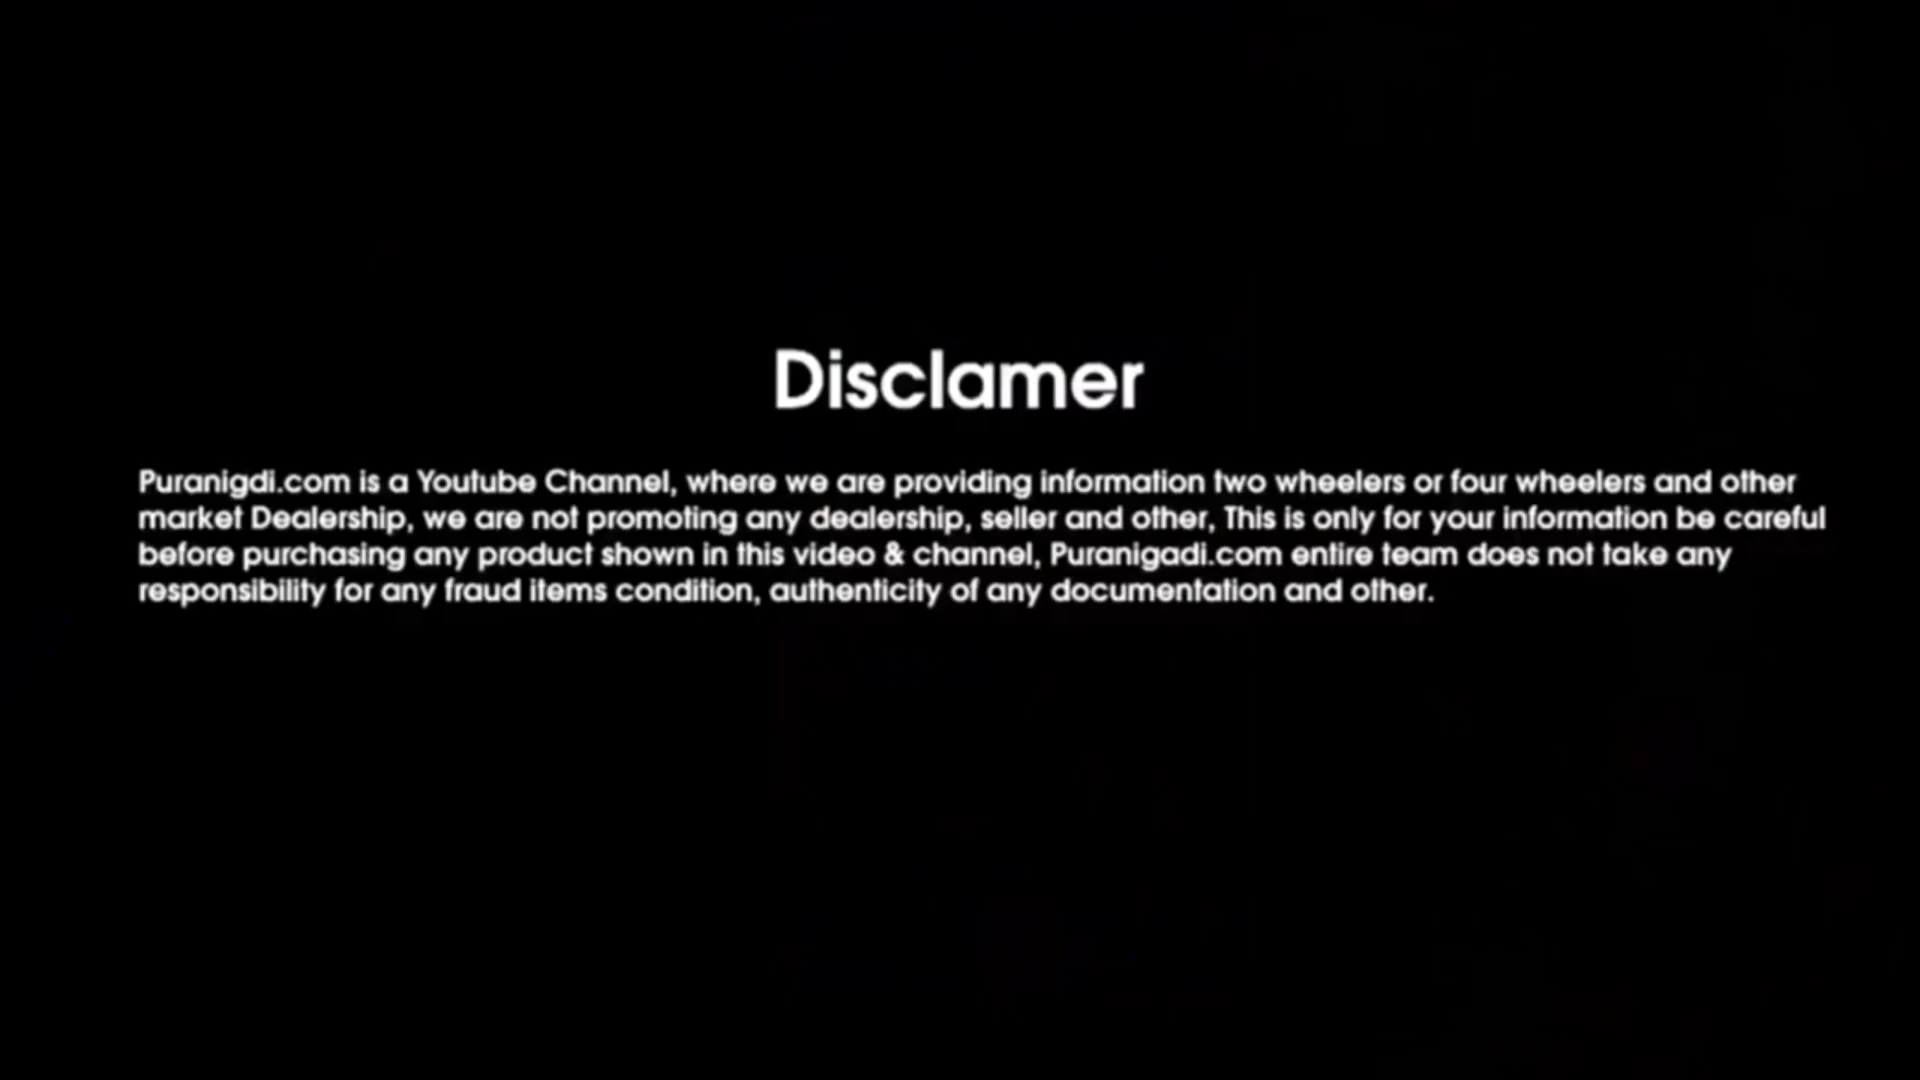 Disclamer
Puranigdi.com is a Youtube Channel, where we are providing information two wheelers or four wheelers and other
market Dealership, we are not promoting any dealership, seller and other, This is only for your information be careful
before purchasing any product shown in this video & channel, Puranigadi.com entire team does not take any
responsibility for any fraud items condition, authenticity of any documentation and other.